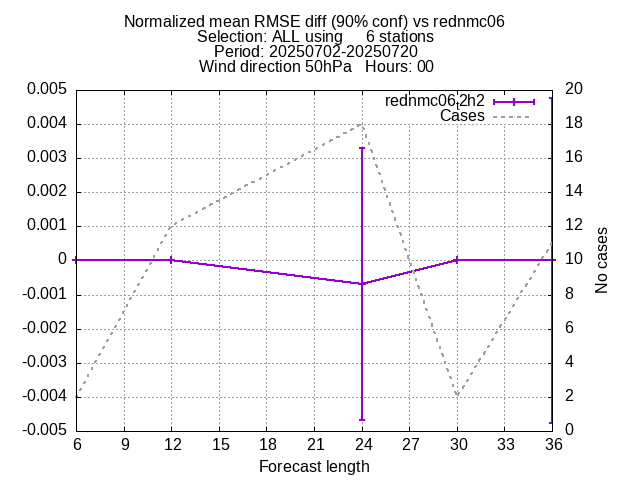 Normalized mean RMSE diff (90% conf) vs rednmc06
Selection: ALL using 6 stations
Period: 20250702-20250720
Wind direction 50hPa Hours: 00
0.005
0.004
0.003
0.002
0.001
0
-0.001
-0.002
-0.003
-0.004
-0.005
20
18
16
14
12
10
8
6
4
2
0
No cases
rednmc06t2h2
Cases
6 9 12 15 18 21 24 27 30 33 36
Forecast length